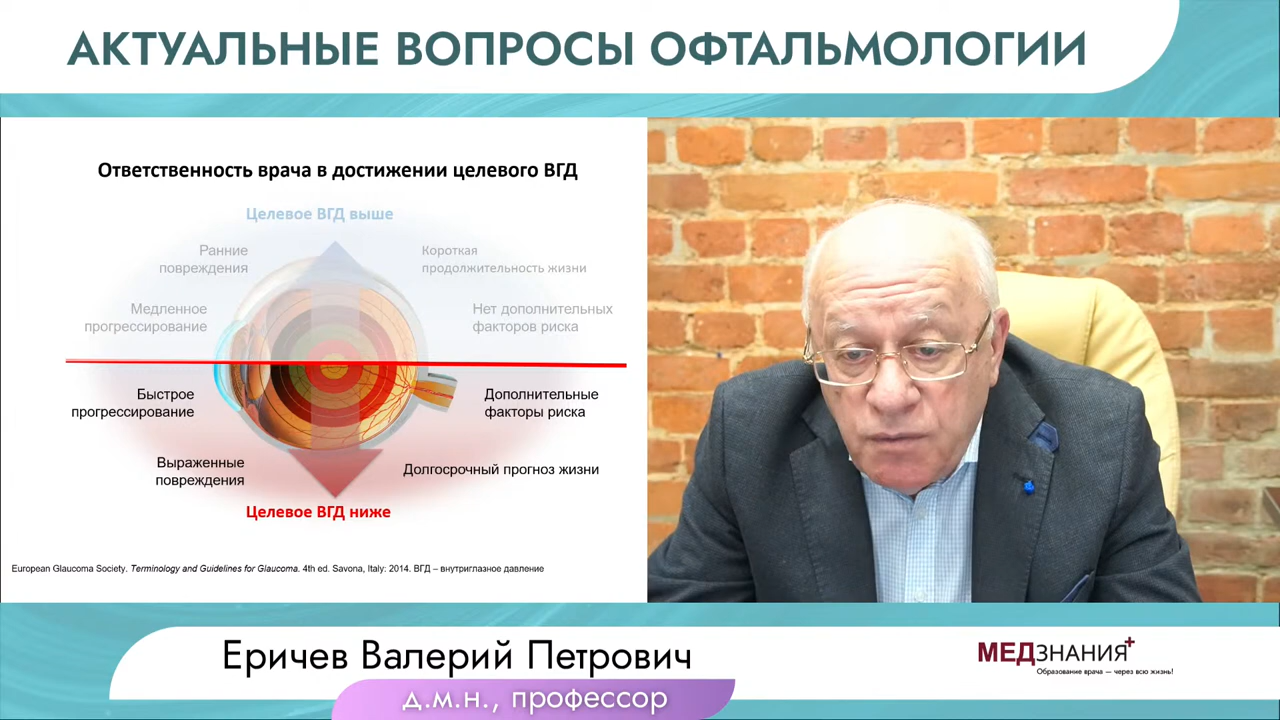 АКТУАЛЬНЫЕ ВОПРОСЫ ОФТАЛЬМОЛОГИИ
Ответственность врача в достижении целевого ВГД
Целевое ВГД выше
Ранние
повреждения
Короткая
продолжительность жизни
Медленное
прогрессирование
Нет дополнительных
факторов риска
Быстрое
прогрессирование
Дополнительные
факторы риска
Выраженные
повреждения
Долгосрочный прогноз жизни
Целевое ВГД ниже
European Glaucoma Society. Terminology and Guidelines for Glaucoma. 4th ed. Savona, Italy: 2014. ВГД – внутриглазное давление
Еричев Валерий Петрович
д.м.н., профессор
МЕДЗНАНИЯ+
Образование врача — через всю жизнь!